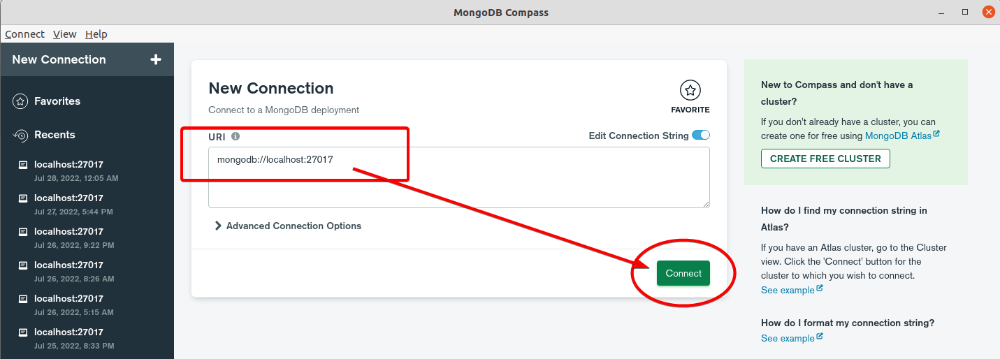 MongoDB Compass
Connect View Help
New Connection
Favorites
Recents
localhost:27017
Jul 28, 2022, 12:05 AM
localhost:27017
Jul 27, 2022, 5:44 PM
localhost:27017
Jul 26, 2022, 9:22 PM
localhost:27017
Jul 26, 2022, 8:26 AM
localhost:27017
Jul 26, 2022, 5:15 AM
localhost:27017
Jul 25, 2022, 8:33 PM
New Connection
Connect to a MongoDB deployment
FAVORITE
URI
Edit Connection String
mongodb://localhost:27017
Advanced Connection Options
Connect
New to Compass and don't have a
cluster?
If you don't already have a cluster, you can
create one for free using MongoDB Atlas
CREATE FREE CLUSTER
How do I find my connection string in
Atlas?
If you have an Atlas cluster, go to the Cluster
view. Click the 'Connect' button for the
cluster to which you wish to connect.
See example
How do I format my connection string?
See example